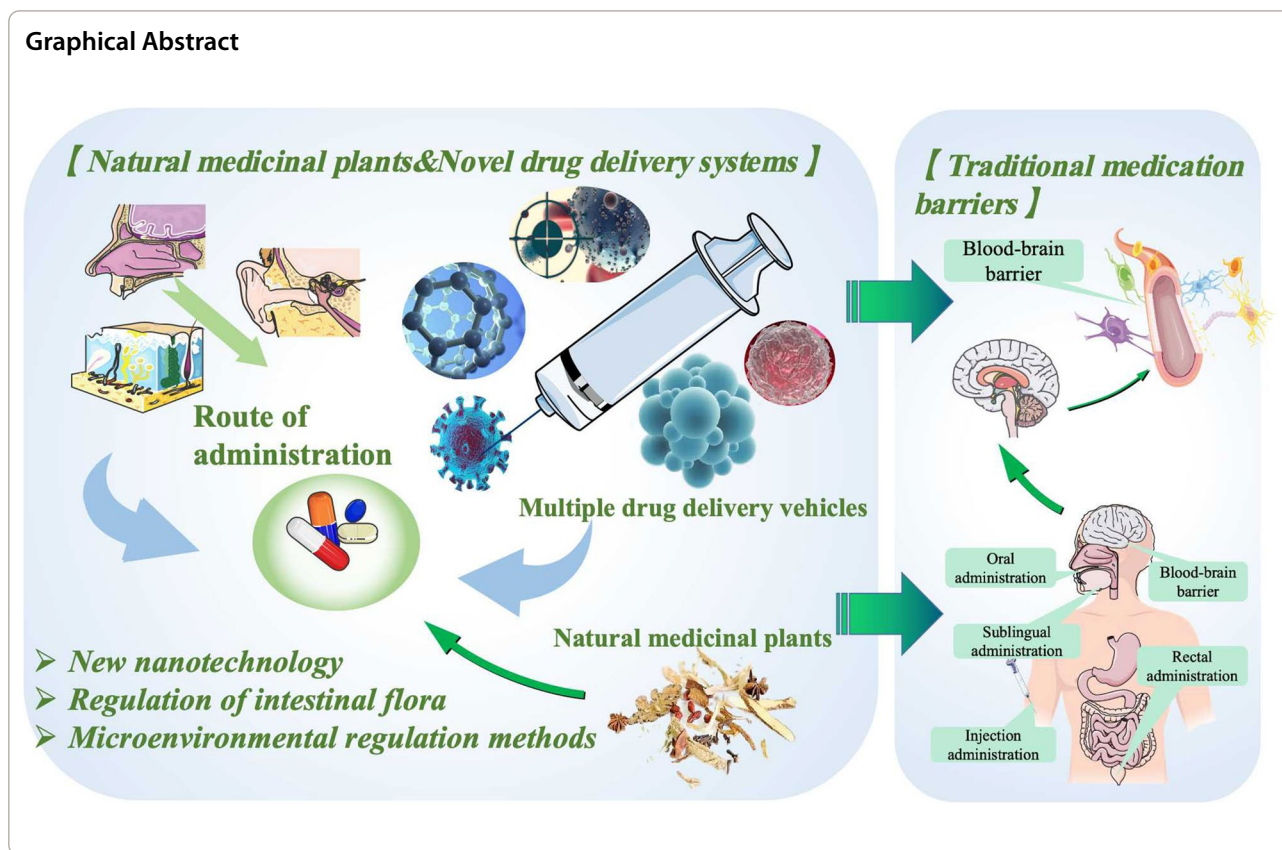 Graphical Abstract
【 Natural medicinal plants&Novel drug delivery systems 】
Route of
administration
Multiple drug delivery vehicles
Natural medicinal plants
➢ New nanotechnology
➢ Regulation of intestinal flora
➢ Microenvironmental regulation methods
【 Traditional medication
barriers 】
Blood-brain
barrier
Oral
administration
Blood-brain
barrier
Sublingual
administration
Rectal
administration
Injection
administration